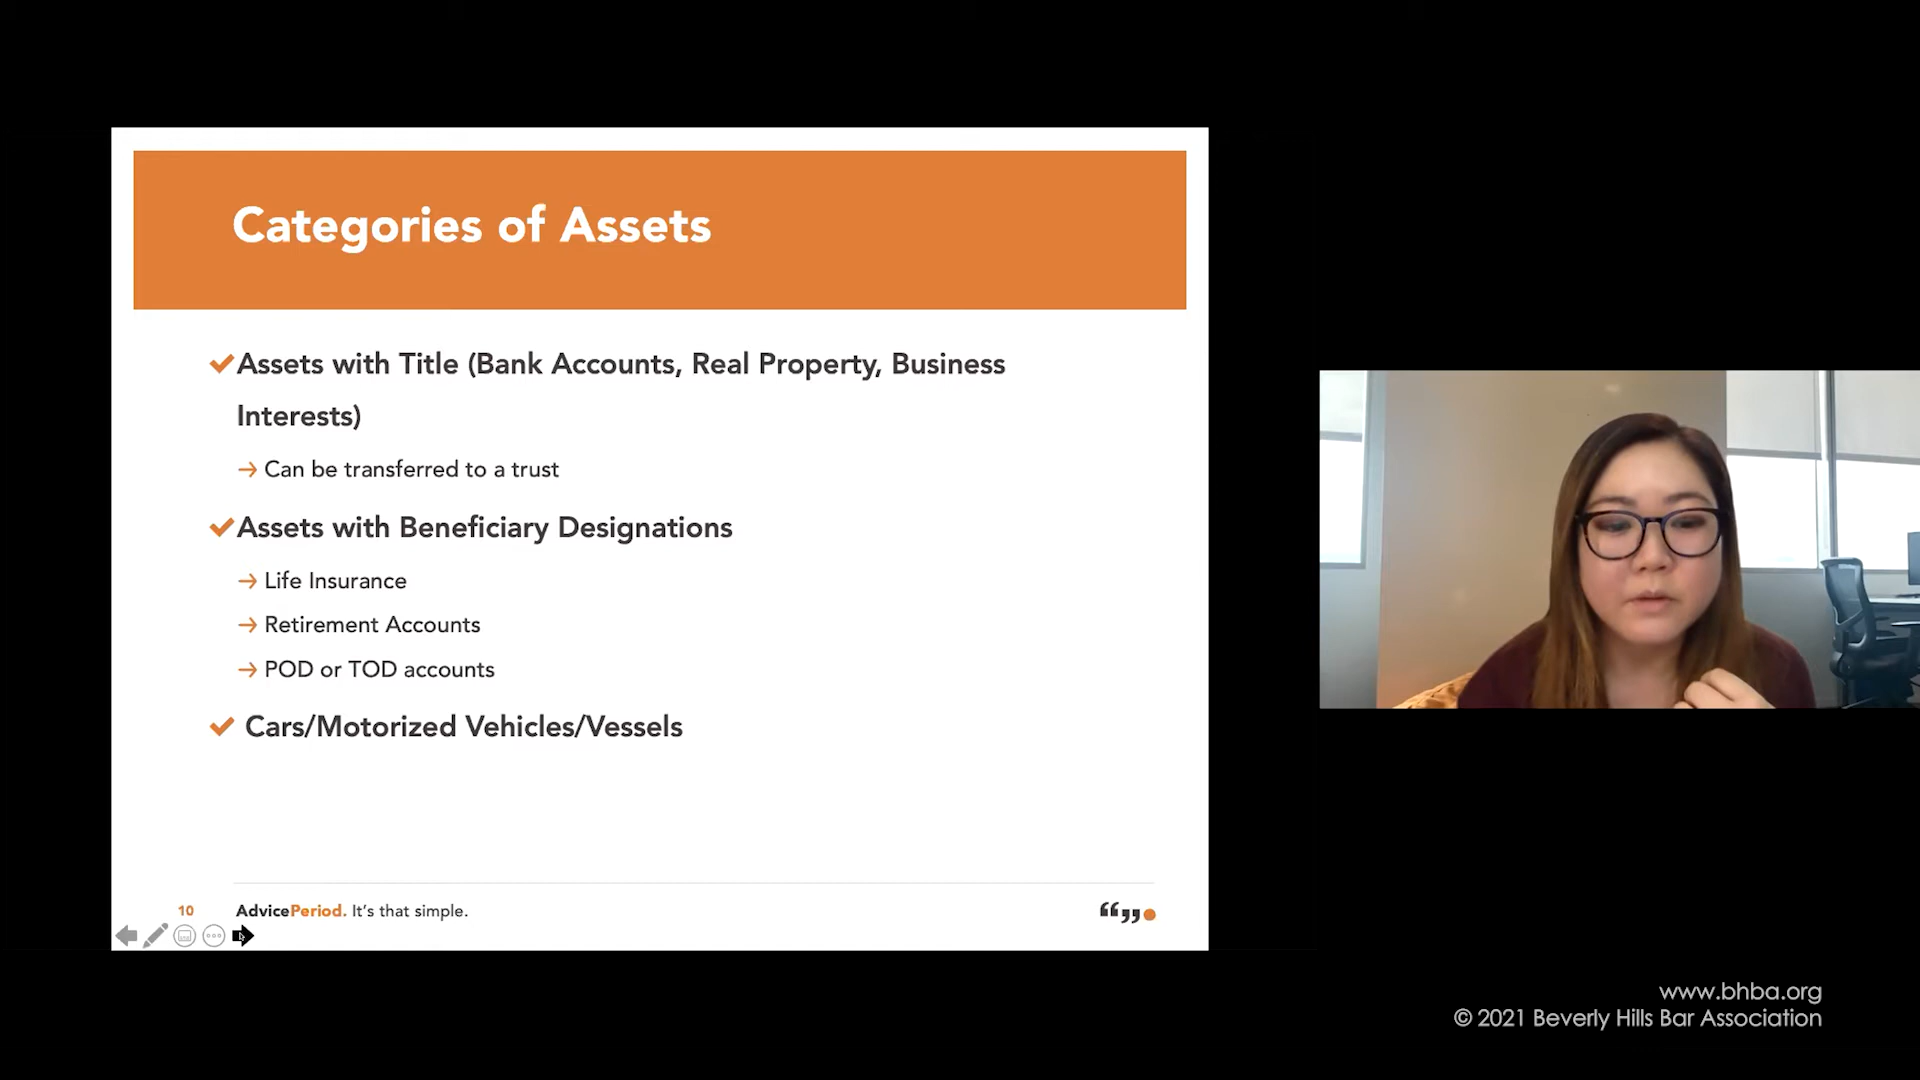 Categories of Assets
Assets with Title (Bank Accounts, Real Property, Business
Interests)
Can be transferred to a trust
Assets with Beneficiary Designations
Life Insurance
Retirement Accounts
POD or TOD accounts
Cars/Motorized Vehicles/Vessels
10 AdvicePeriod. It's that simple.
www.bhba.org
© 2021 Beverly Hills Bar Association